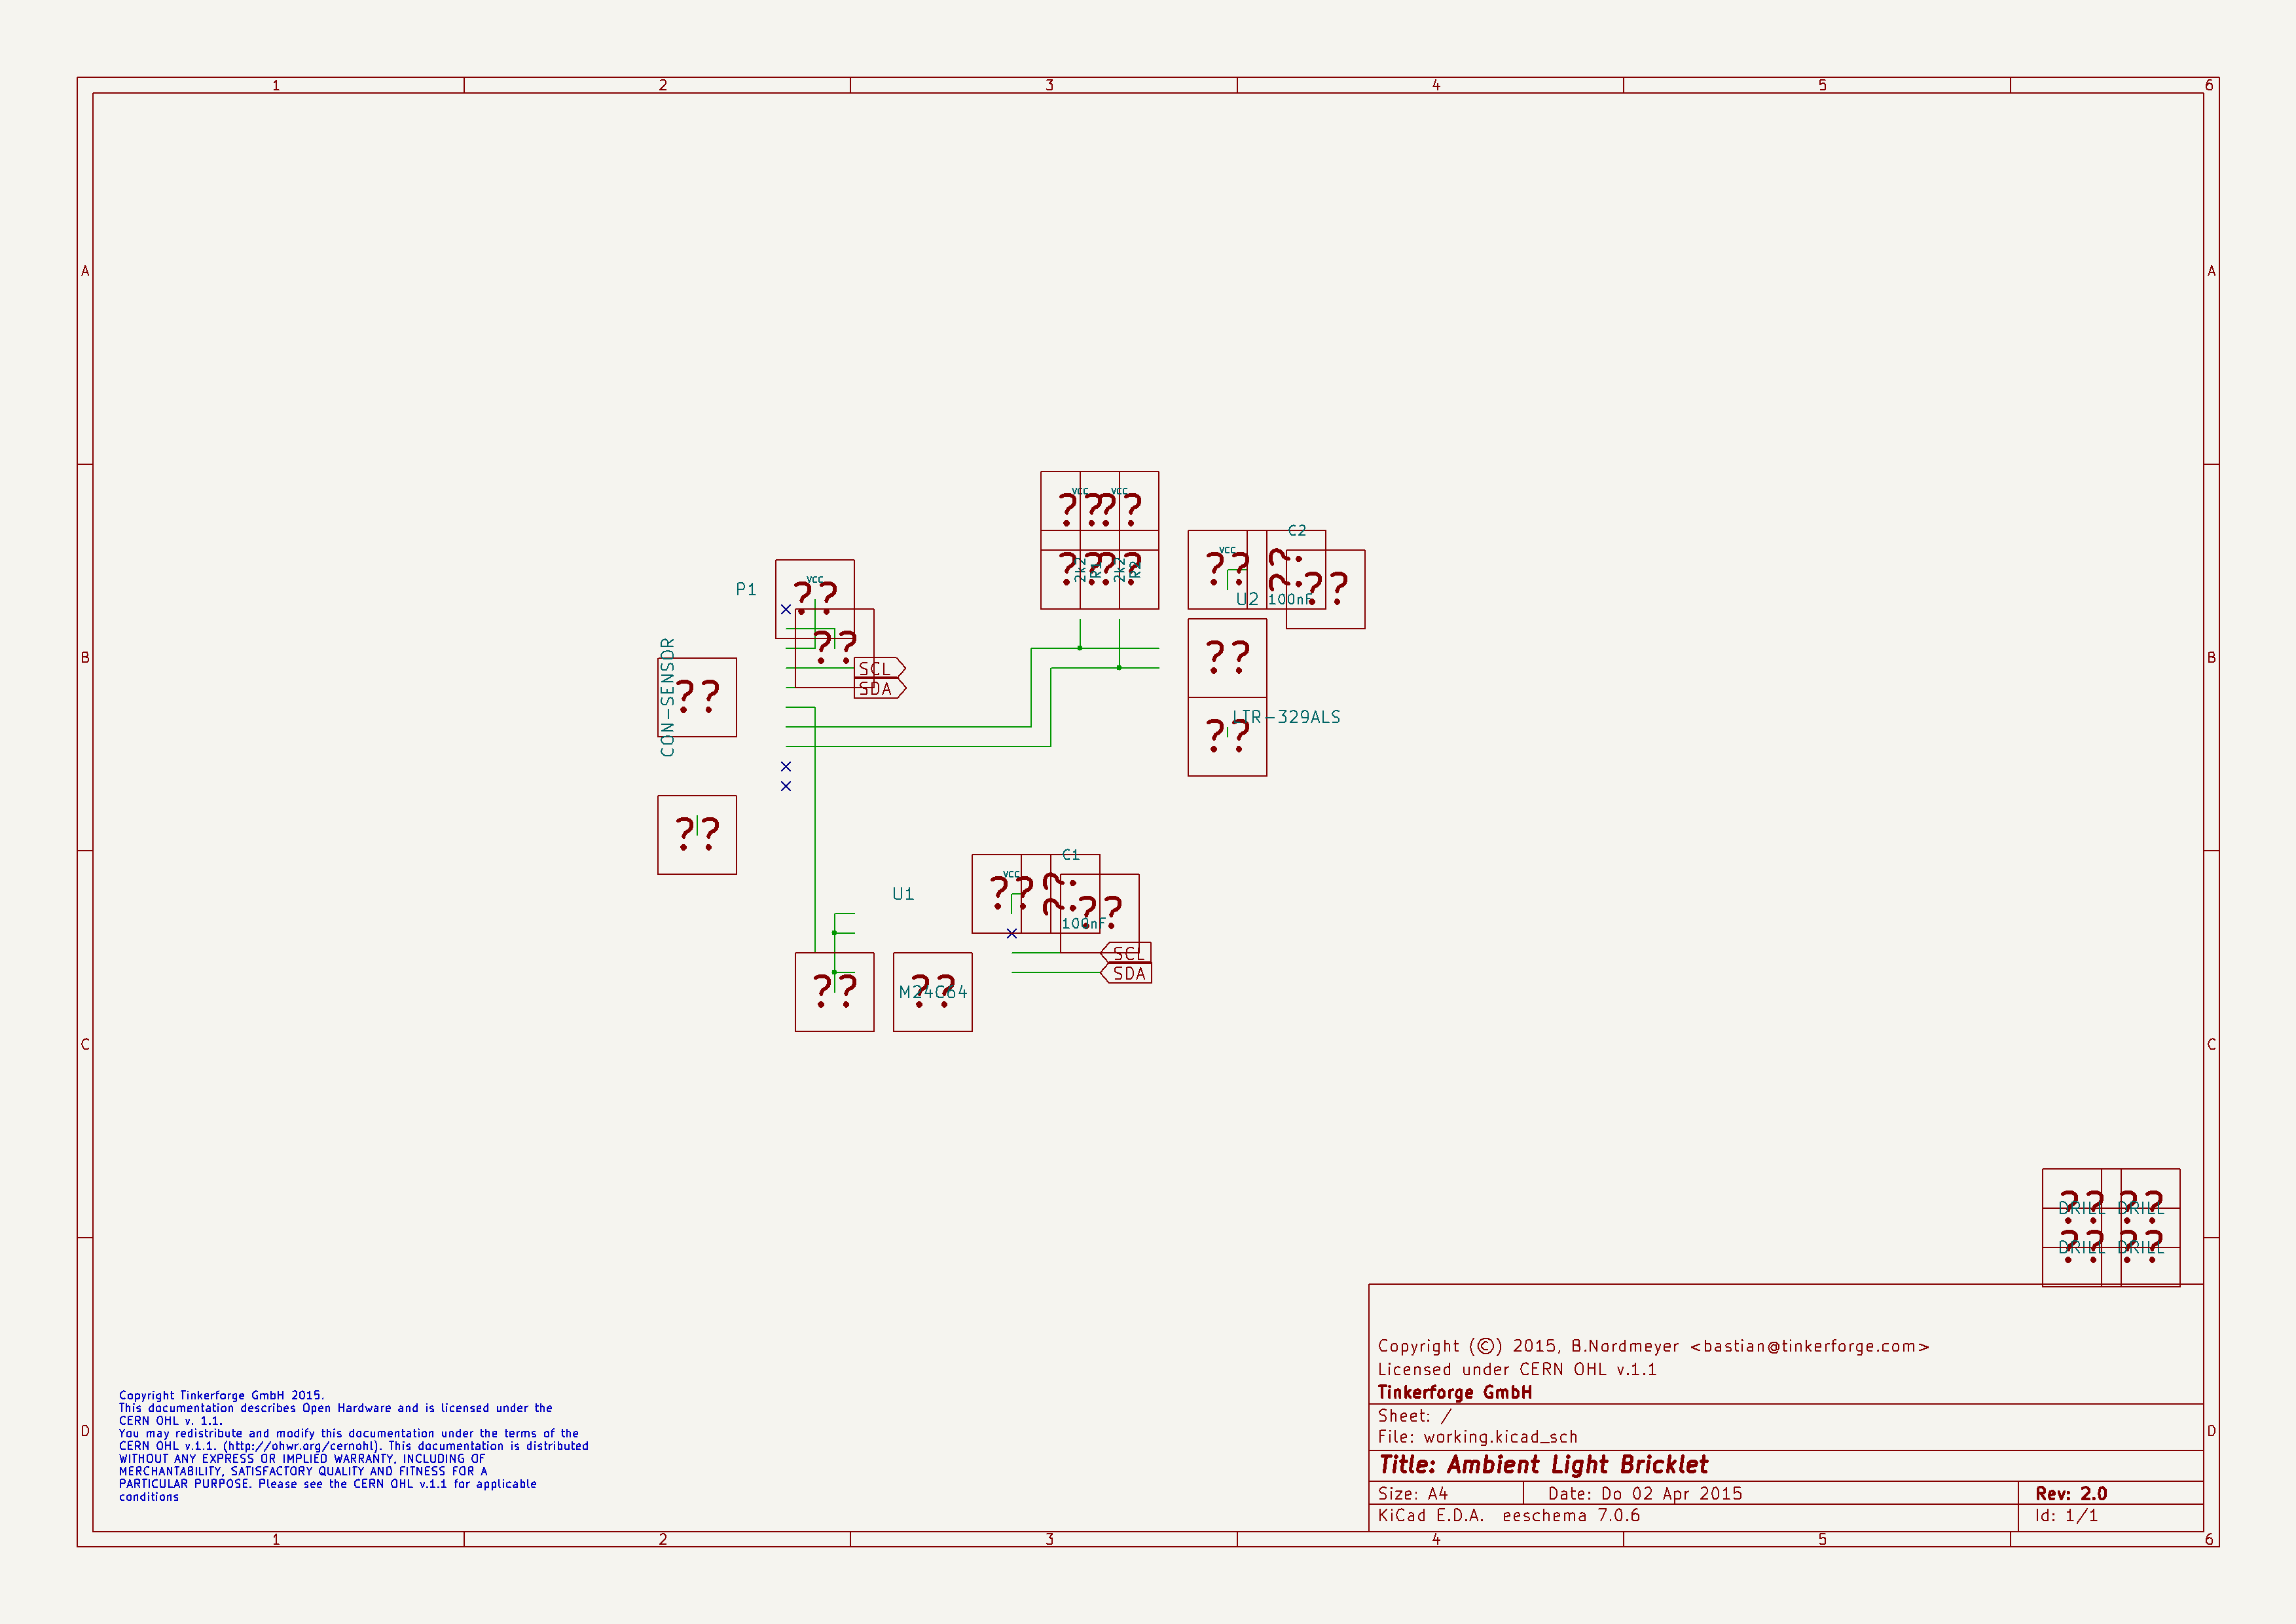 1 2 3 4 5 6
A A
VCC VCC
?? ?? ?? ??
2k2 R1 2k2 R2
C2
VCC
?? ?? ??
U2 100nF
P1
VCC
??
??
SCL
SDA
B B
CON-SENSOR
??
??
LTR-329ALS
??
??
C1
VCC
?? ?? ??
100nF
U1
SCL
SDA
??
M24C64
??
C C
?? ??
DRILL DRILL
?? ??
DRILL DRILL
Copyright (©) 2015, B.Nordmeyer <bastian@tinkerforge.com>
Licensed under CERN OHL v.1.1
Tinkerforge GmbH
Sheet: /
File: working.kicad_sch
Title: Ambient Light Bricklet
Size: A4 Date: Do 02 Apr 2015 Rev: 2.0
KiCad E.D.A. eeschema 7.0.6 Id: 1/1
Copyright Tinkerforge GmbH 2015.
This documentation describes Open Hardware and is licensed under the
CERN OHL v. 1.1.
You may redistribute and modify this documentation under the terms of the
CERN OHL v.1.1. (http://ohwr.org/cernohl). This documentation is distributed
WITHOUT ANY EXPRESS OR IMPLIED WARRANTY, INCLUDING OF
MERCHANTABILITY, SATISFACTORY QUALITY AND FITNESS FOR A
PARTICULAR PURPOSE. Please see the CERN OHL v.1.1 for applicable
conditions
D D
1 2 3 4 5 6